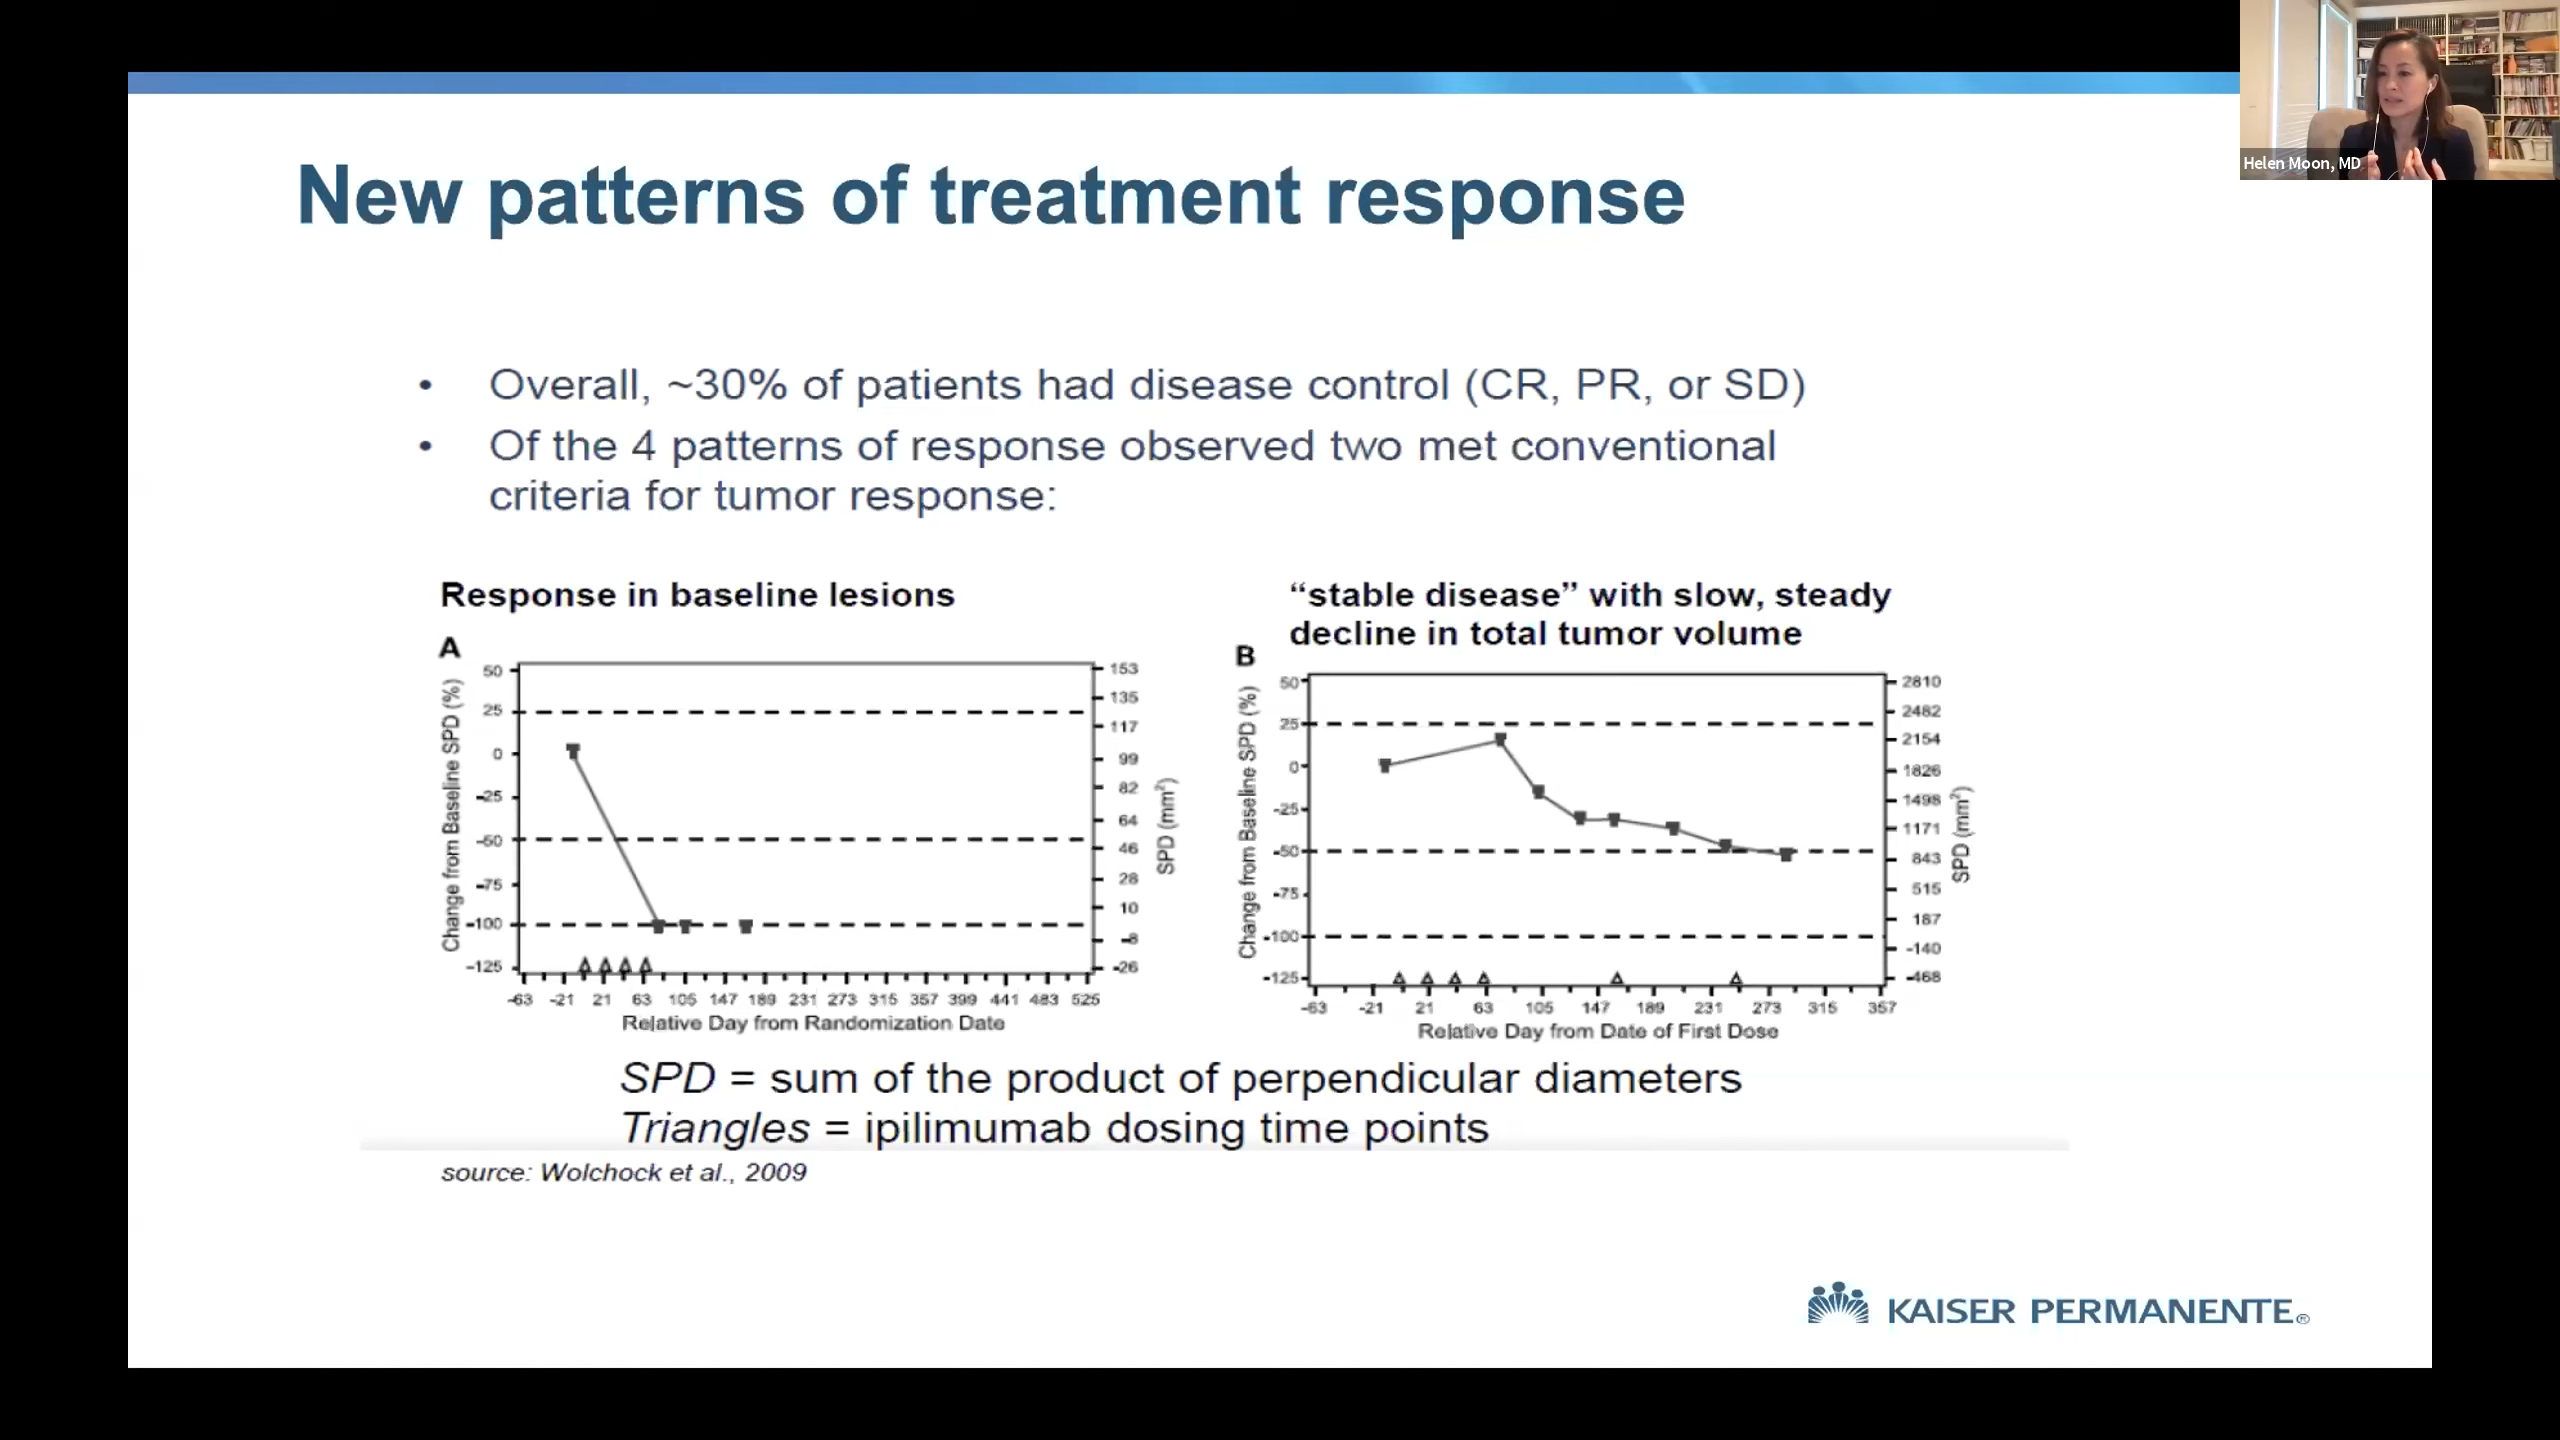 Helen Moon, MD
New patterns of treatment response
• Overall, ~30% of patients had disease control (CR, PR, or SD)
• Of the 4 patterns of response observed two met conventional
criteria for tumor response:
Response in baseline lesions
A
Change from Baseline SPD (%)
50
25
0
-25
-50
-75
-100
-125
153
135
117
99
82
64
46
28
10
-8
-26
SPD (mm²)
-63 -21 21 63 105 147 189 231 273 315 357 399 441 483 525
Relative Day from Randomization Date
“stable disease” with slow, steady
decline in total tumor volume
B
Change from Baseline SPD (%)
50
25
0
-25
-50
-75
-100
-125
2810
2482
2154
1826
1498
1171
843
515
187
-140
-468
SPD (mm²)
-63 -21 21 63 105 147 189 231 273 315 357
Relative Day from Date of First Dose
SPD = sum of the product of perpendicular diameters
Triangles = ipilimumab dosing time points
source: Wolchock et al., 2009
KAISER PERMANENTE®